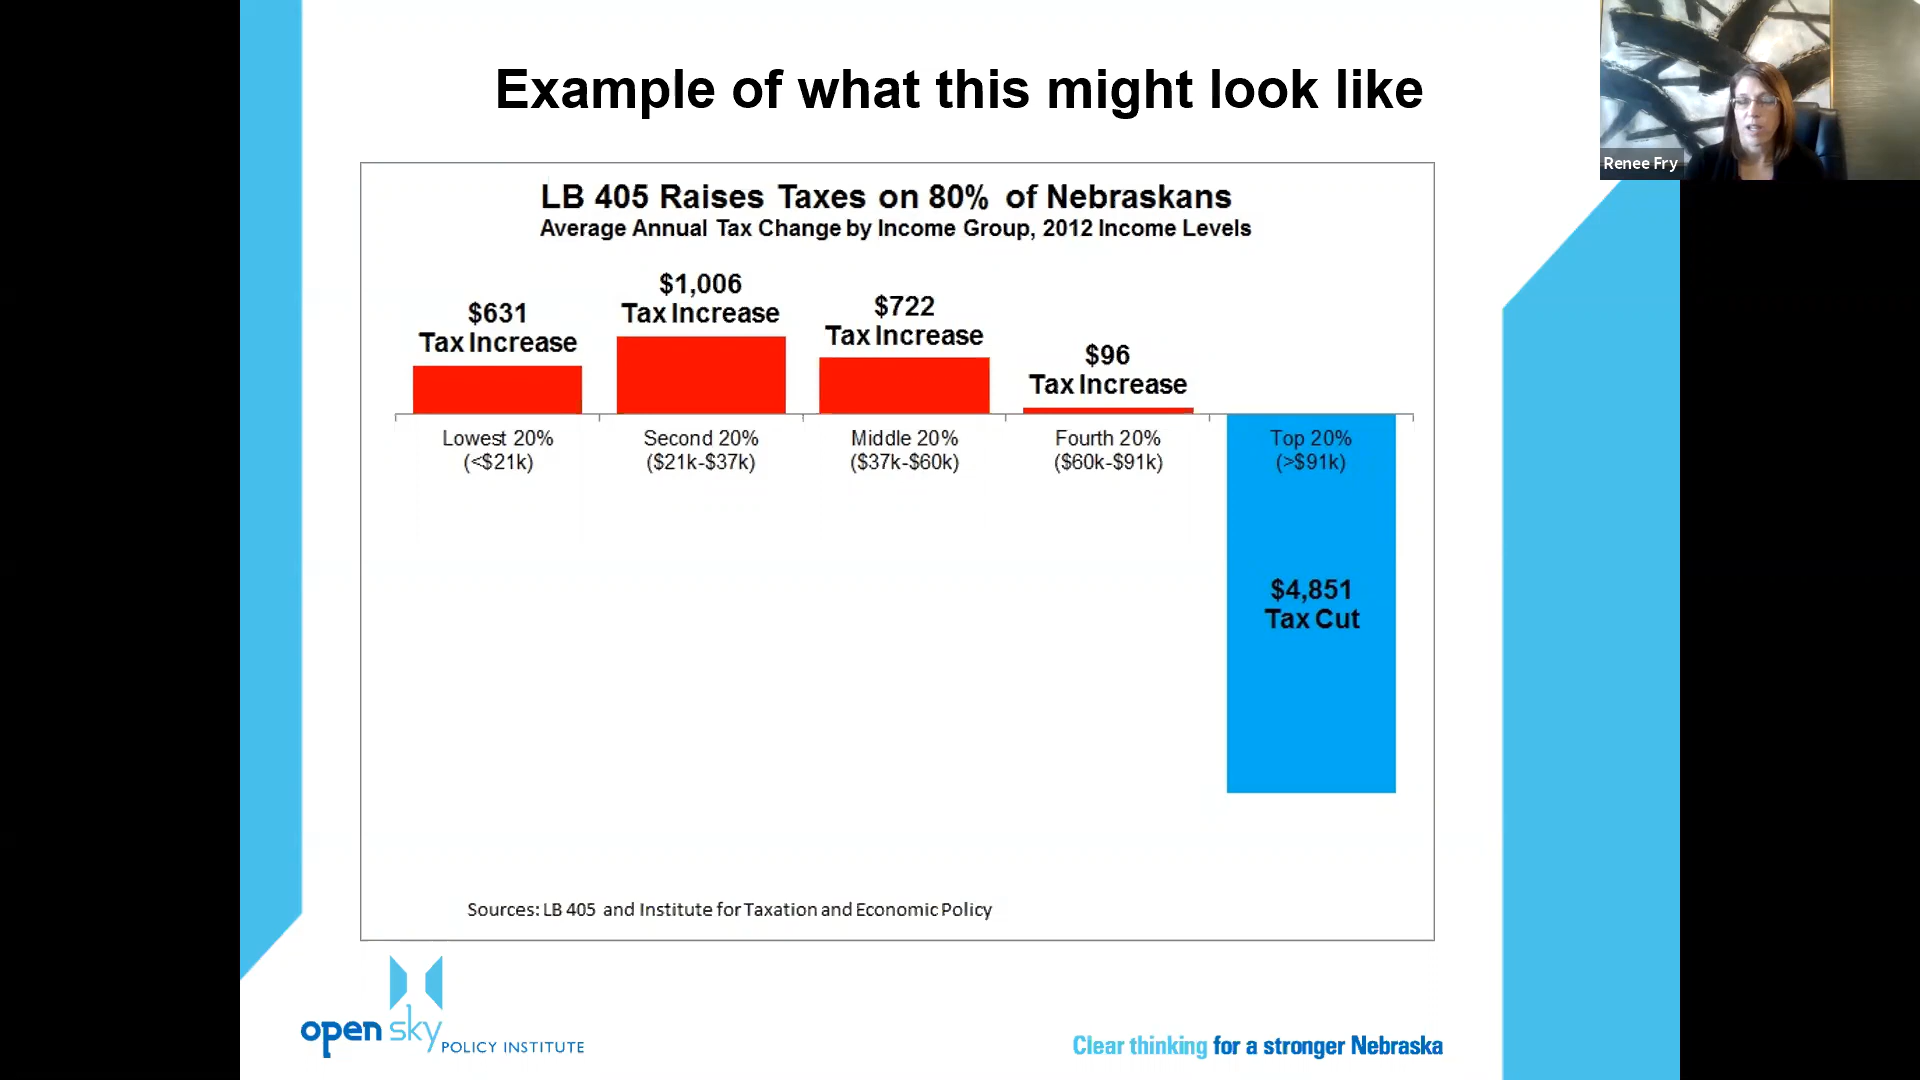 Example of what this might look like
Renee Fry
LB 405 Raises Taxes on 80% of Nebraskans
Average Annual Tax Change by Income Group, 2012 Income Levels
$631
Tax Increase
$1,006
Tax Increase
$722
Tax Increase
$96
Tax Increase
Lowest 20%
(<$21k)
Second 20%
($21k-$37k)
Middle 20%
($37k-$60k)
Fourth 20%
($60k-$91k)
Top 20%
(>$91k)
$4,851
Tax Cut
Sources: LB 405 and Institute for Taxation and Economic Policy
open sky
POLICY INSTITUTE
Clear thinking for a stronger Nebraska